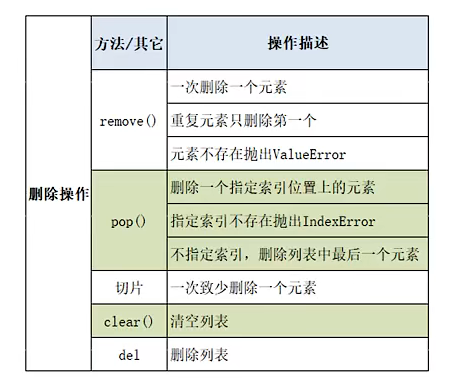 方法/其它 操作描述
删除操作
remove()
一次删除一个元素
重复元素只删除第一个
元素不存在抛出ValueError
pop()
删除一个指定索引位置上的元素
指定索引不存在抛出IndexError
不指定索引，删除列表中最后一个元素
切片 一次致少删除一个元素
clear() 清空列表
del 删除列表